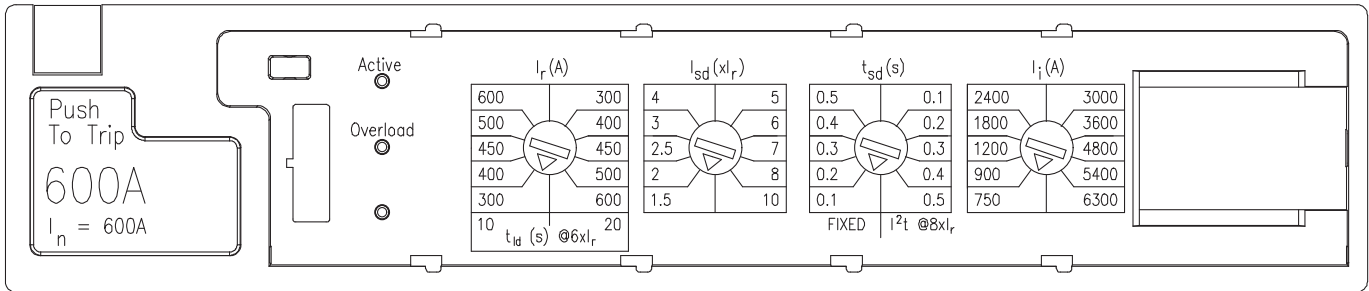 Push
To Trip
600A
In = 600A
Active
Overload
Ir(A)
600 300
500 400
450 450
400 500
300 600
10 20
tld (s) @6xIr
Isd(xIr)
4 5
3 6
2.5 7
2 8
1.5 10
tsd(s)
0.5 0.1
0.4 0.2
0.3 0.3
0.2 0.4
0.1 0.5
FIXED I²t @8xIr
Ii(A)
2400 3000
1800 3600
1200 4800
900 5400
750 6300